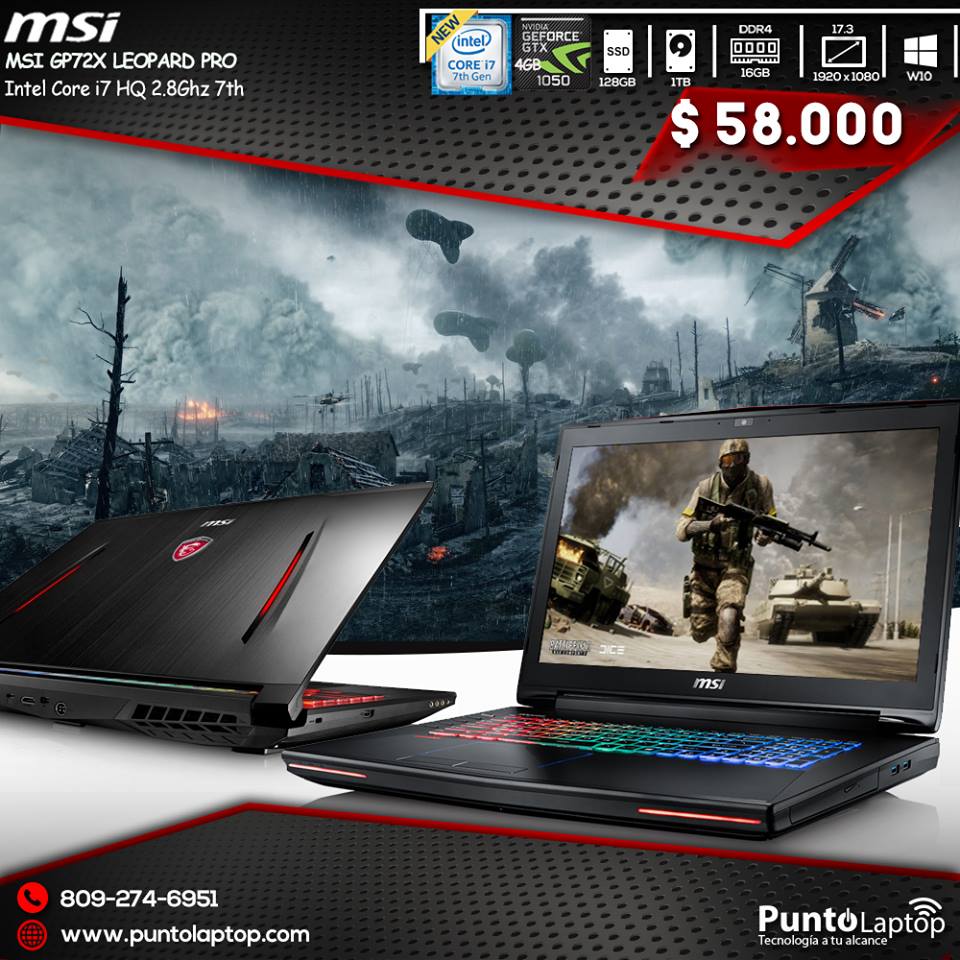 msi
MSI GP72X LEOPARD PRO
Intel Core i7 HQ 2.8Ghz 7th
NEW
intel
CORE i7
7th Gen
NVIDIA
GEFORCE
GTX
4GB
1050
SSD
128GB
1TB
DDR4
16GB
17.3
1920 x 1080
W10
$ 58.000
msi
DICE
msi
809-274-6951
www.puntolaptop.com
PuntoLaptop
Tecnología a tu alcance